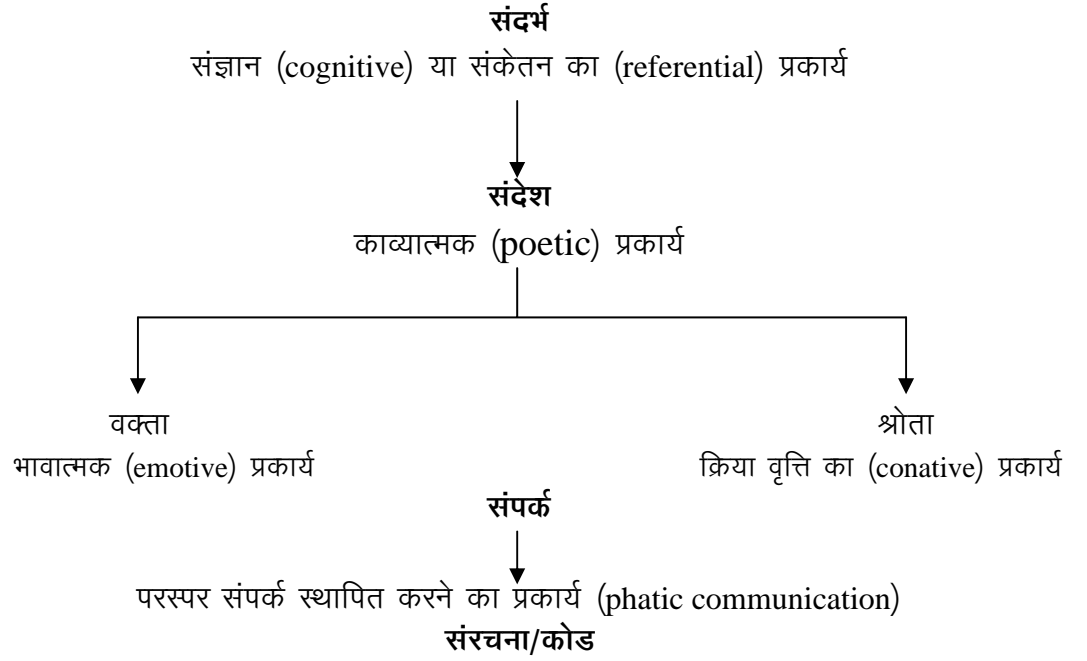 संदर्भ
संज्ञान (cognitive) या संकेतन का (referential) प्रकार्य
संदेश
काव्यात्मक (poetic) प्रकार्य
वक्ता
श्रोता
भावात्मक (emotive) प्रकार्य
क्रिया वृत्ति का (conative) प्रकार्य
संपर्क
परस्पर संपर्क स्थापित करने का प्रकार्य (phatic communication)
संरचना/कोड